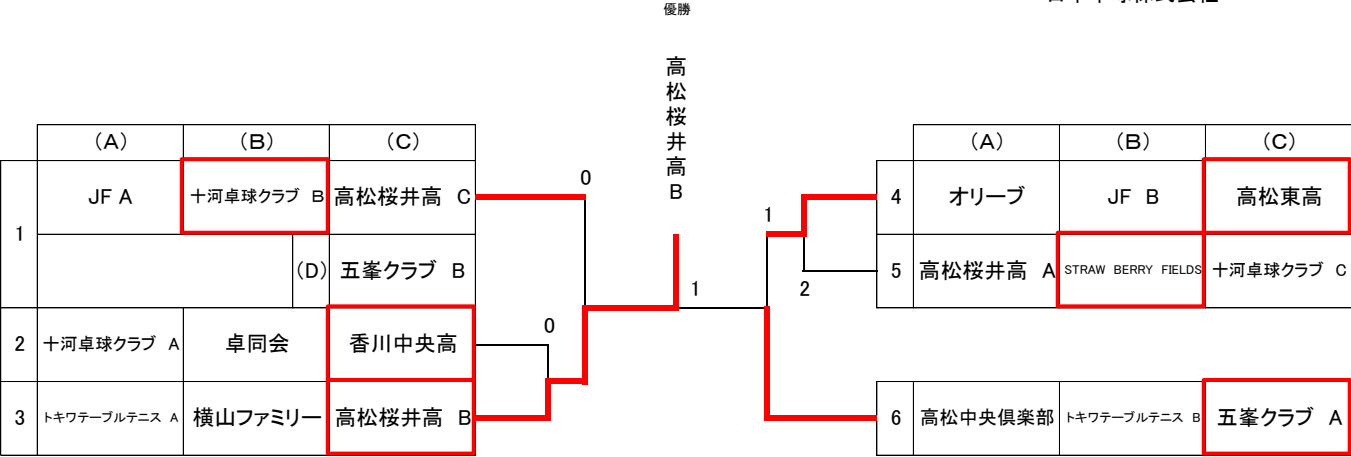 優勝
高松桜井高B
(A) (B) (C)
1 JF A 十河卓球クラブ B 高松桜井高 C
(D) 五峯クラブ B
2 十河卓球クラブ A 卓同会 香川中央高
3 トキワテーブルテニス A 横山ファミリー 高松桜井高 B
0
0
1
1
2
(A) (B) (C)
4 オリーブ JF B 高松東高
5 高松桜井高 A STRAW BERRY FIELDS 十河卓球クラブ C
6 高松中央倶楽部 トキワテーブルテニス B 五峯クラブ A